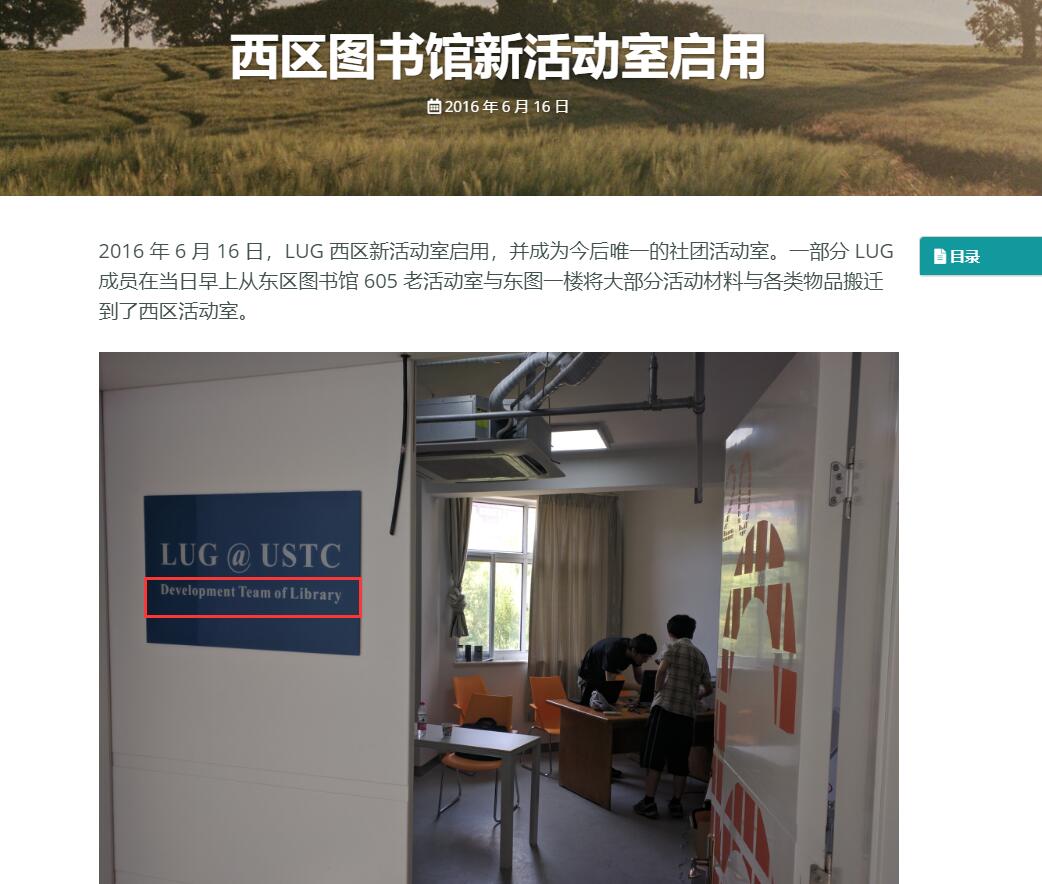 西区图书馆新活动室启用
2016 年 6 月 16 日
2016 年 6 月 16 日，LUG 西区新活动室启用，并成为今后唯一的社团活动室。一部分 LUG
成员在当日早上从东区图书馆 605 老活动室与东图一楼将大部分活动材料与各类物品搬迁
到了西区活动室。
目录
LUG @ USTC
Development Team of Library